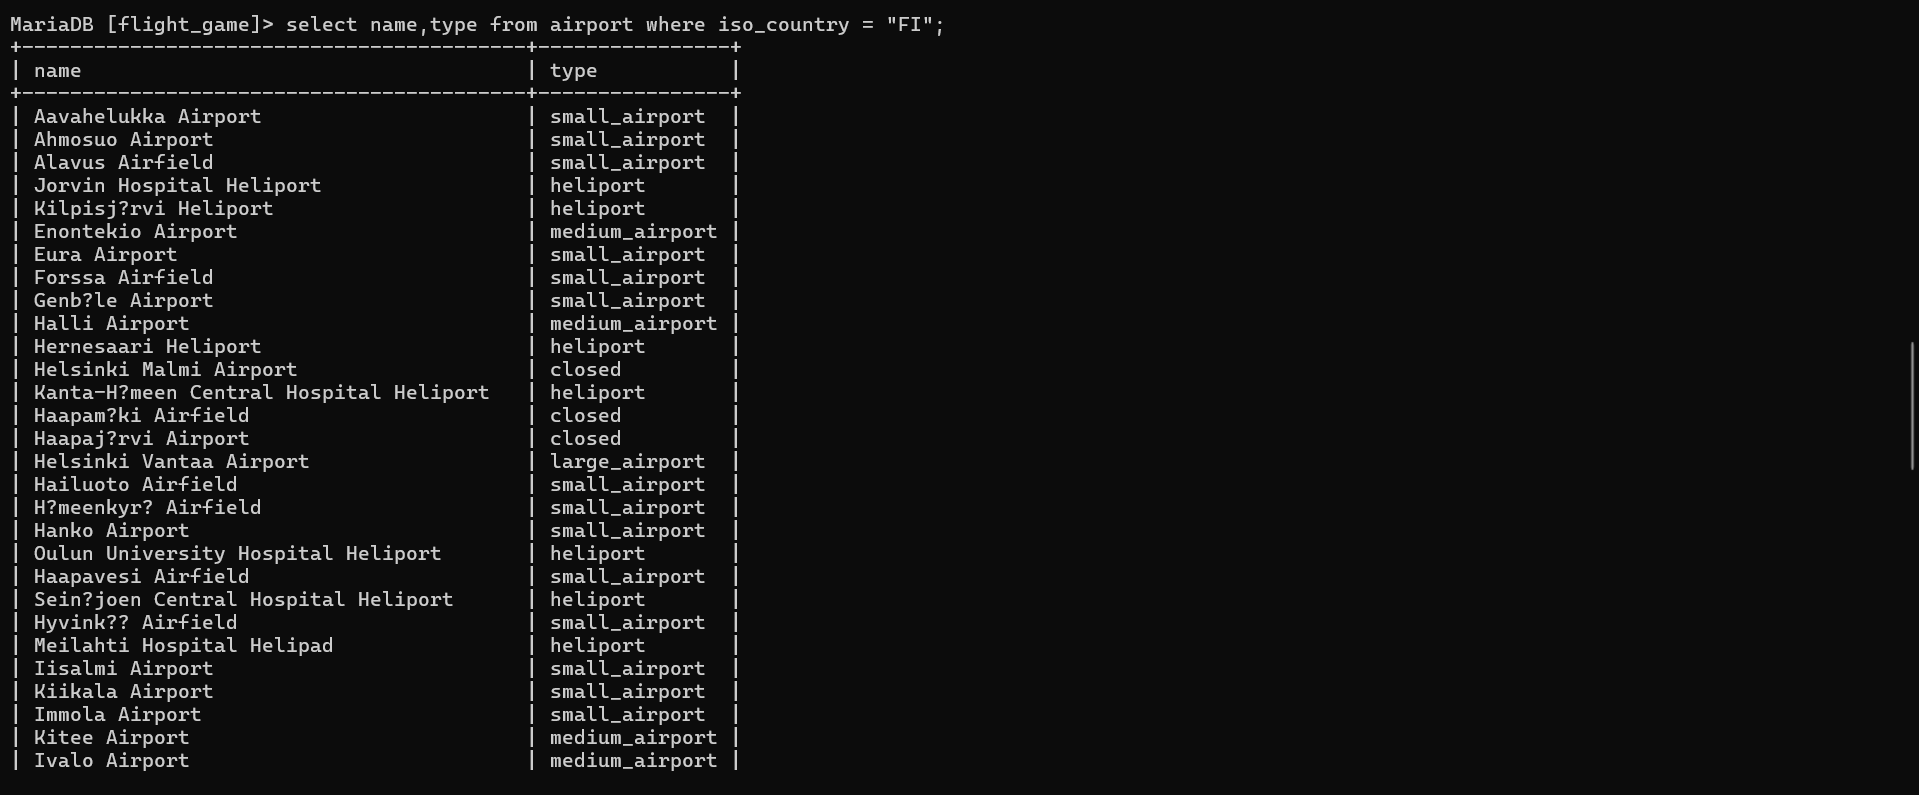 MariaDB [flight_game]> select name,type from airport where iso_country = "FI";
+------------------------------------------+----------------+
| name                                     | type           |
+------------------------------------------+----------------+
| Aavahelukka Airport                      | small_airport  |
| Ahmosuo Airport                          | small_airport  |
| Alavus Airfield                          | small_airport  |
| Jorvin Hospital Heliport                 | heliport       |
| Kilpisj?rvi Heliport                     | heliport       |
| Enontekio Airport                        | medium_airport |
| Eura Airport                             | small_airport  |
| Forssa Airfield                          | small_airport  |
| Genb?le Airport                          | small_airport  |
| Halli Airport                            | medium_airport |
| Hernesaari Heliport                      | heliport       |
| Helsinki Malmi Airport                   | closed         |
| Kanta-H?meen Central Hospital Heliport   | heliport       |
| Haapam?ki Airfield                       | closed         |
| Haapaj?rvi Airport                       | closed         |
| Helsinki Vantaa Airport                  | large_airport  |
| Hailuoto Airfield                        | small_airport  |
| H?meenkyr? Airfield                      | small_airport  |
| Hanko Airport                            | small_airport  |
| Oulun University Hospital Heliport       | heliport       |
| Haapavesi Airfield                       | small_airport  |
| Sein?joen Central Hospital Heliport      | heliport       |
| Hyvink?? Airfield                        | small_airport  |
| Meilahti Hospital Helipad                | heliport       |
| Iisalmi Airport                          | small_airport  |
| Kiikala Airport                          | small_airport  |
| Immola Airport                           | small_airport  |
| Kitee Airport                            | medium_airport |
| Ivalo Airport                            | medium_airport |